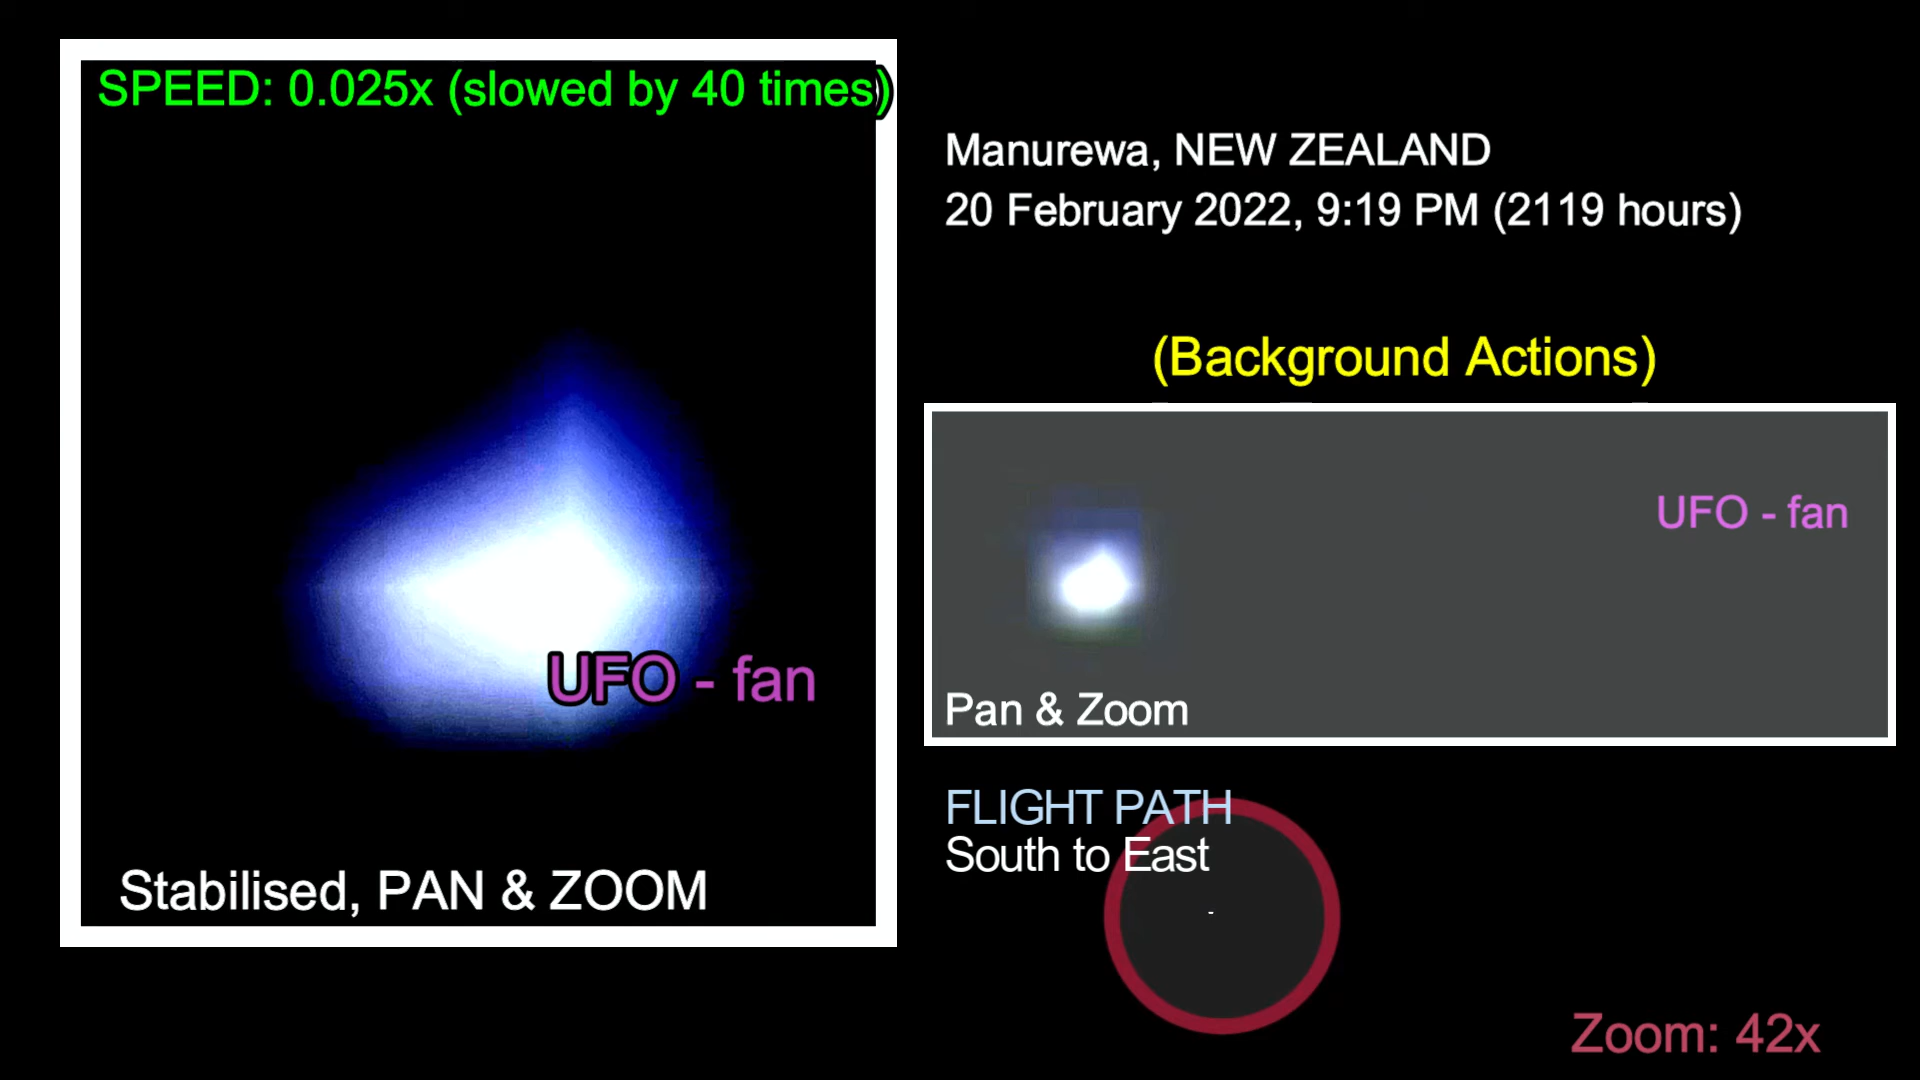 SPEED: 0.025x (slowed by 40 times)
UFO - fan
Stabilised, PAN & ZOOM
Manurewa, NEW ZEALAND
20 February 2022, 9:19 PM (2119 hours)
(Background Actions)
UFO - fan
Pan & Zoom
FLIGHT PATH
South to East
Zoom: 42x